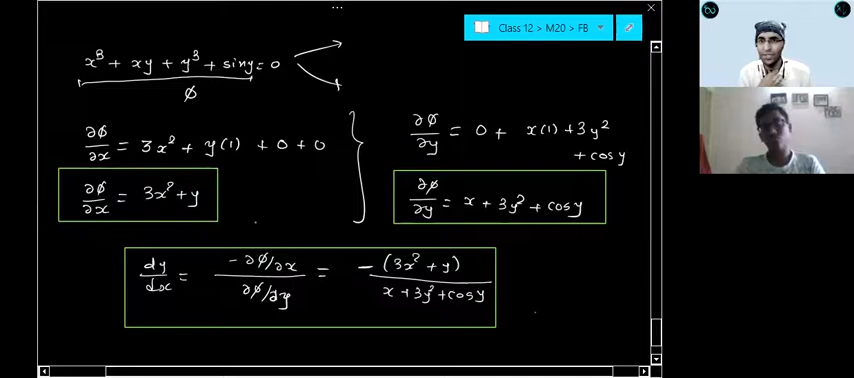 ...
Class 12 > M20 > FB
x³ + xy + y³ + siny = 0
ϕ
∂ϕ/∂x = 3x² + y(1) + 0 + 0
∂ϕ/∂x = 3x² + y
∂ϕ/∂y = 0 + x(1) + 3y²
+ cosy
∂ϕ/∂y = x + 3y² + cosy
dy/dx = -∂ϕ/∂x / ∂ϕ/∂y = -(3x² + y) / x + 3y² + cosy